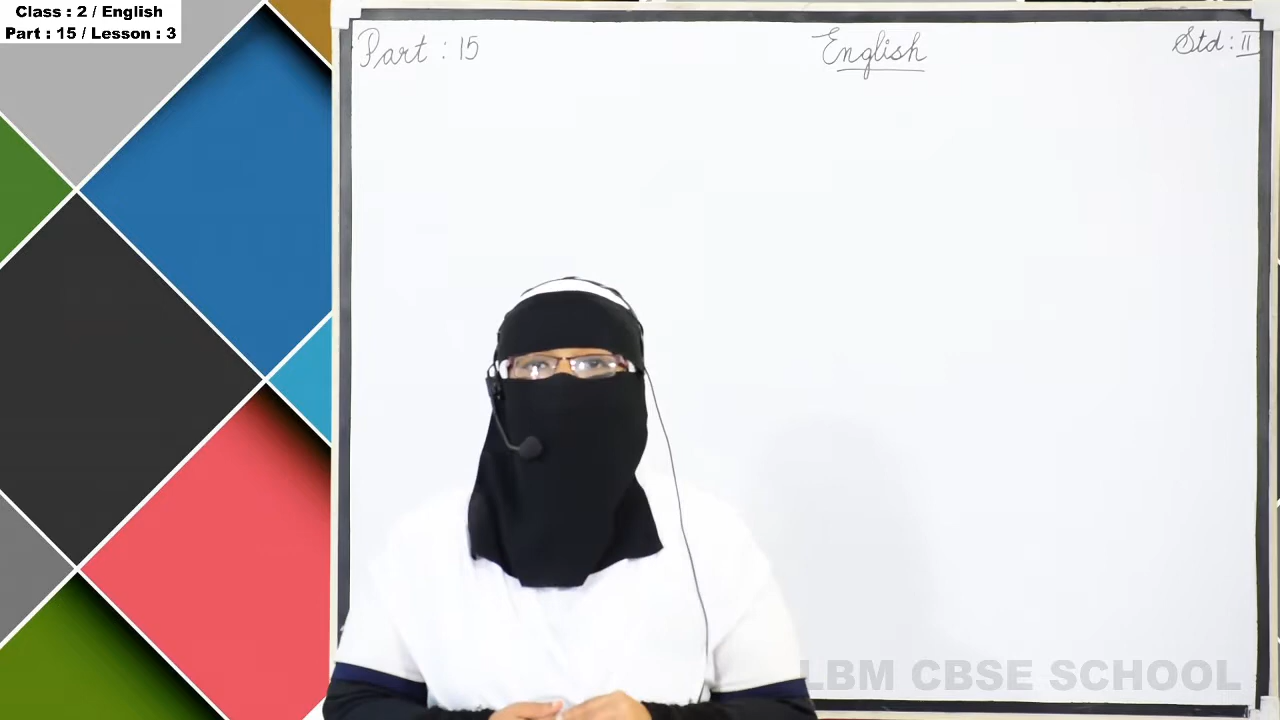 Class : 2 / English
Part : 15 / Lesson : 3
Part : 15
English
Std : II
LBM CBSE SCHOOL